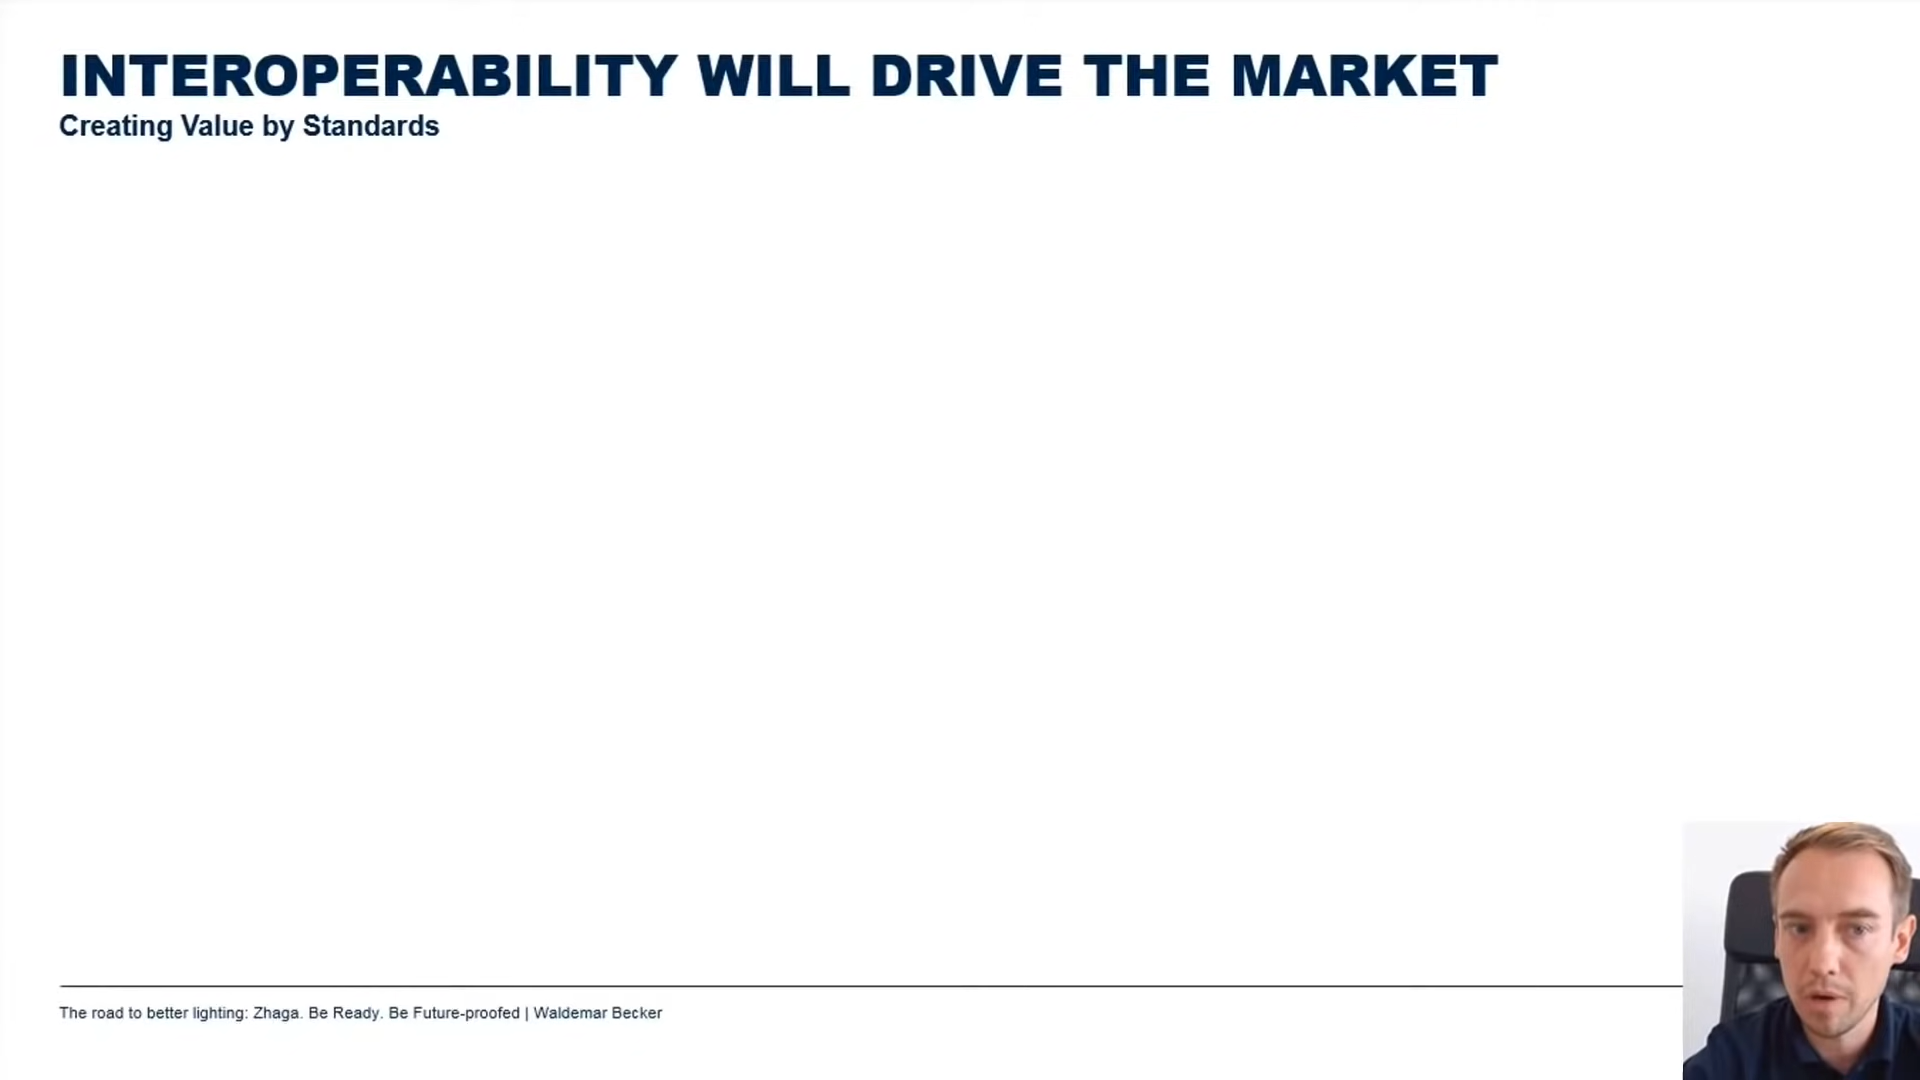 INTEROPERABILITY WILL DRIVE THE MARKET
Creating Value by Standards
The road to better lighting: Zhaga. Be Ready. Be Future-proofed | Waldemar Becker